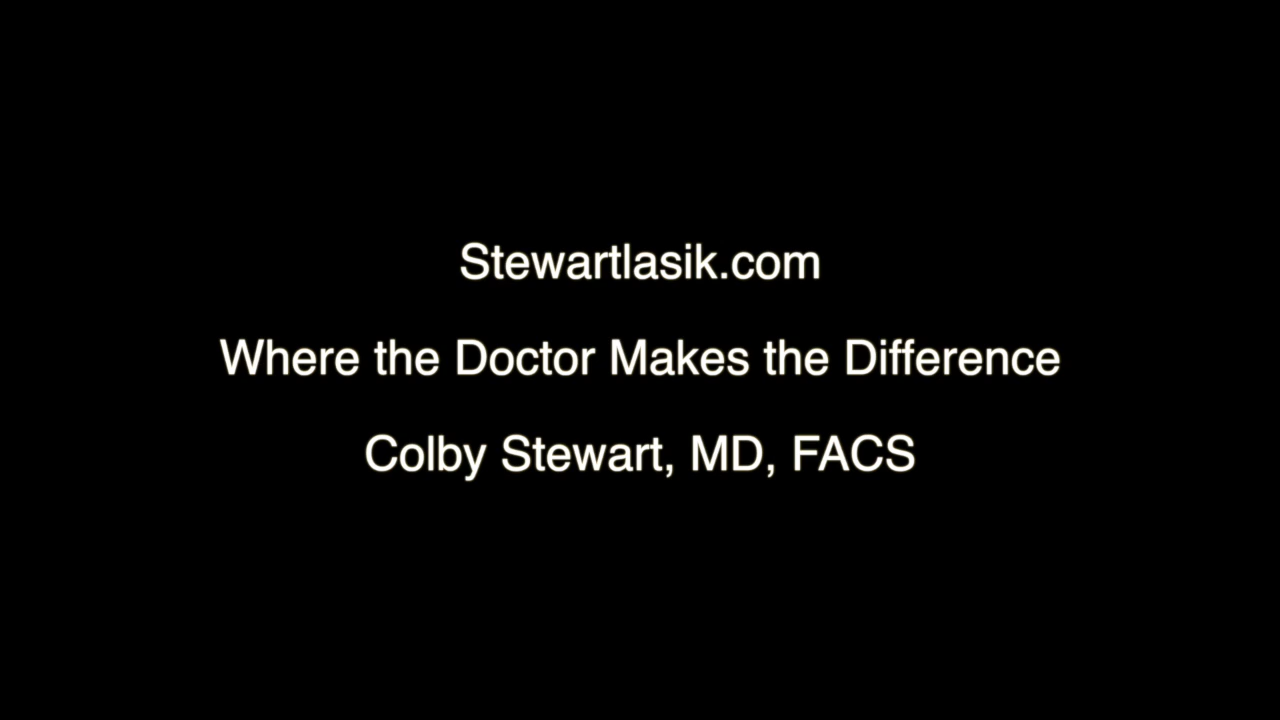 Stewartlasik.com
Where the Doctor Makes the Difference
Colby Stewart, MD, FACS